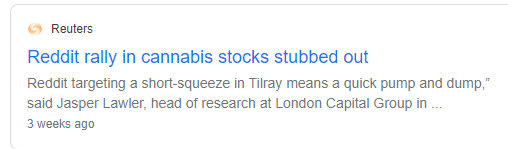 Reuters
Reddit rally in cannabis stocks stubbed out
Reddit targeting a short-squeeze in Tilray means a quick pump and dump,”
said Jasper Lawler, head of research at London Capital Group in ...
3 weeks ago